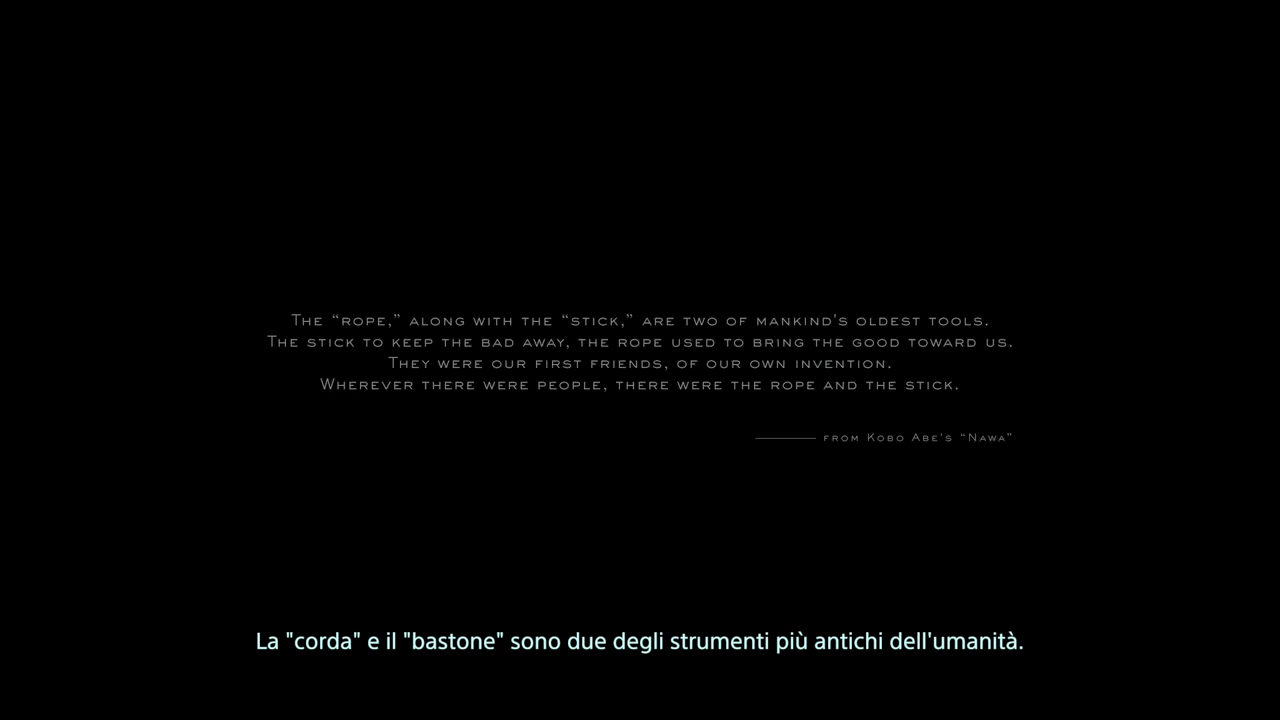 The “rope,” along with the “stick,” are two of mankind's oldest tools.
The stick to keep the bad away, the rope used to bring the good toward us.
They were our first friends, of our own invention.
Wherever there were people, there were the rope and the stick.
from Kobo Abe's “Nawa”
La "corda" e il "bastone" sono due degli strumenti più antichi dell'umanità.